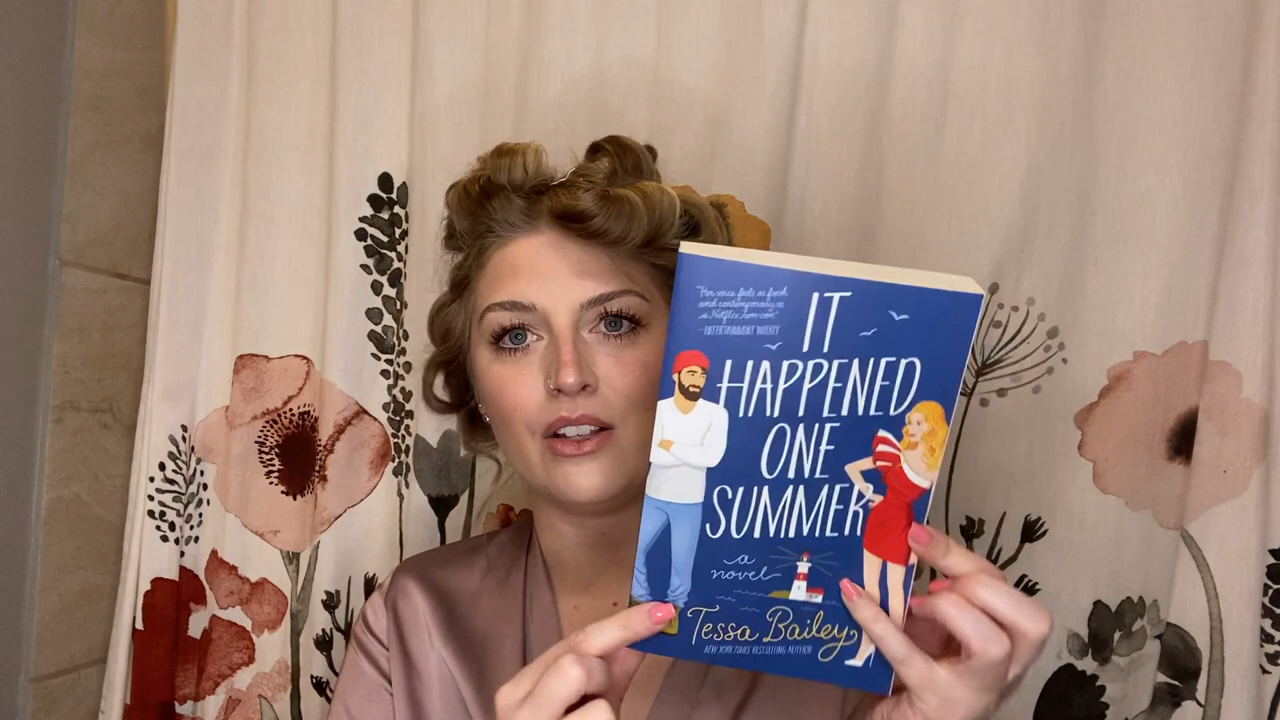 "Her voice feels as fresh
and contemporary as
a Netflix rom-com"
—ENTERTAINMENT WEEKLY
IT
HAPPENED
ONE
SUMMER
a
novel
Tessa Bailey
NEW YORK TIMES BESTSELLING AUTHOR